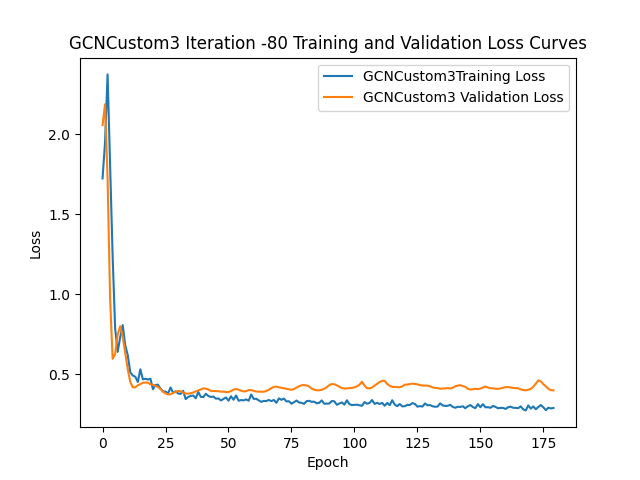 GCNCustom3 Iteration -80 Training and Validation Loss Curves
GCNCustom3Training Loss
GCNCustom3 Validation Loss
2.0
1.5
1.0
0.5
Loss
0 25 50 75 100 125 150 175
Epoch